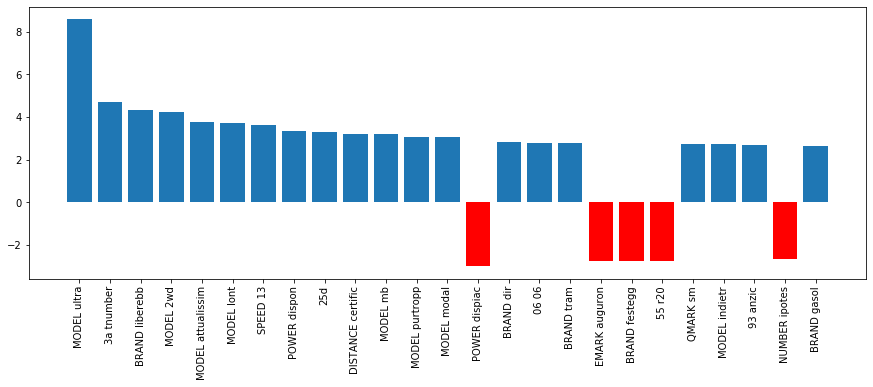 8
6
4
2
0
−2
MODEL ultra
3a tnumber
BRAND liberebb
MODEL 2wd
MODEL attualissim
MODEL lont
SPEED 13
POWER dispon
25d
DISTANCE certific
MODEL mb
MODEL purtropp
MODEL modal
POWER dispiac
BRAND dir
06 06
BRAND tram
EMARK auguron
BRAND festegg
55 r20
QMARK sm
MODEL indietr
93 anzic
NUMBER ipotes
BRAND gasol